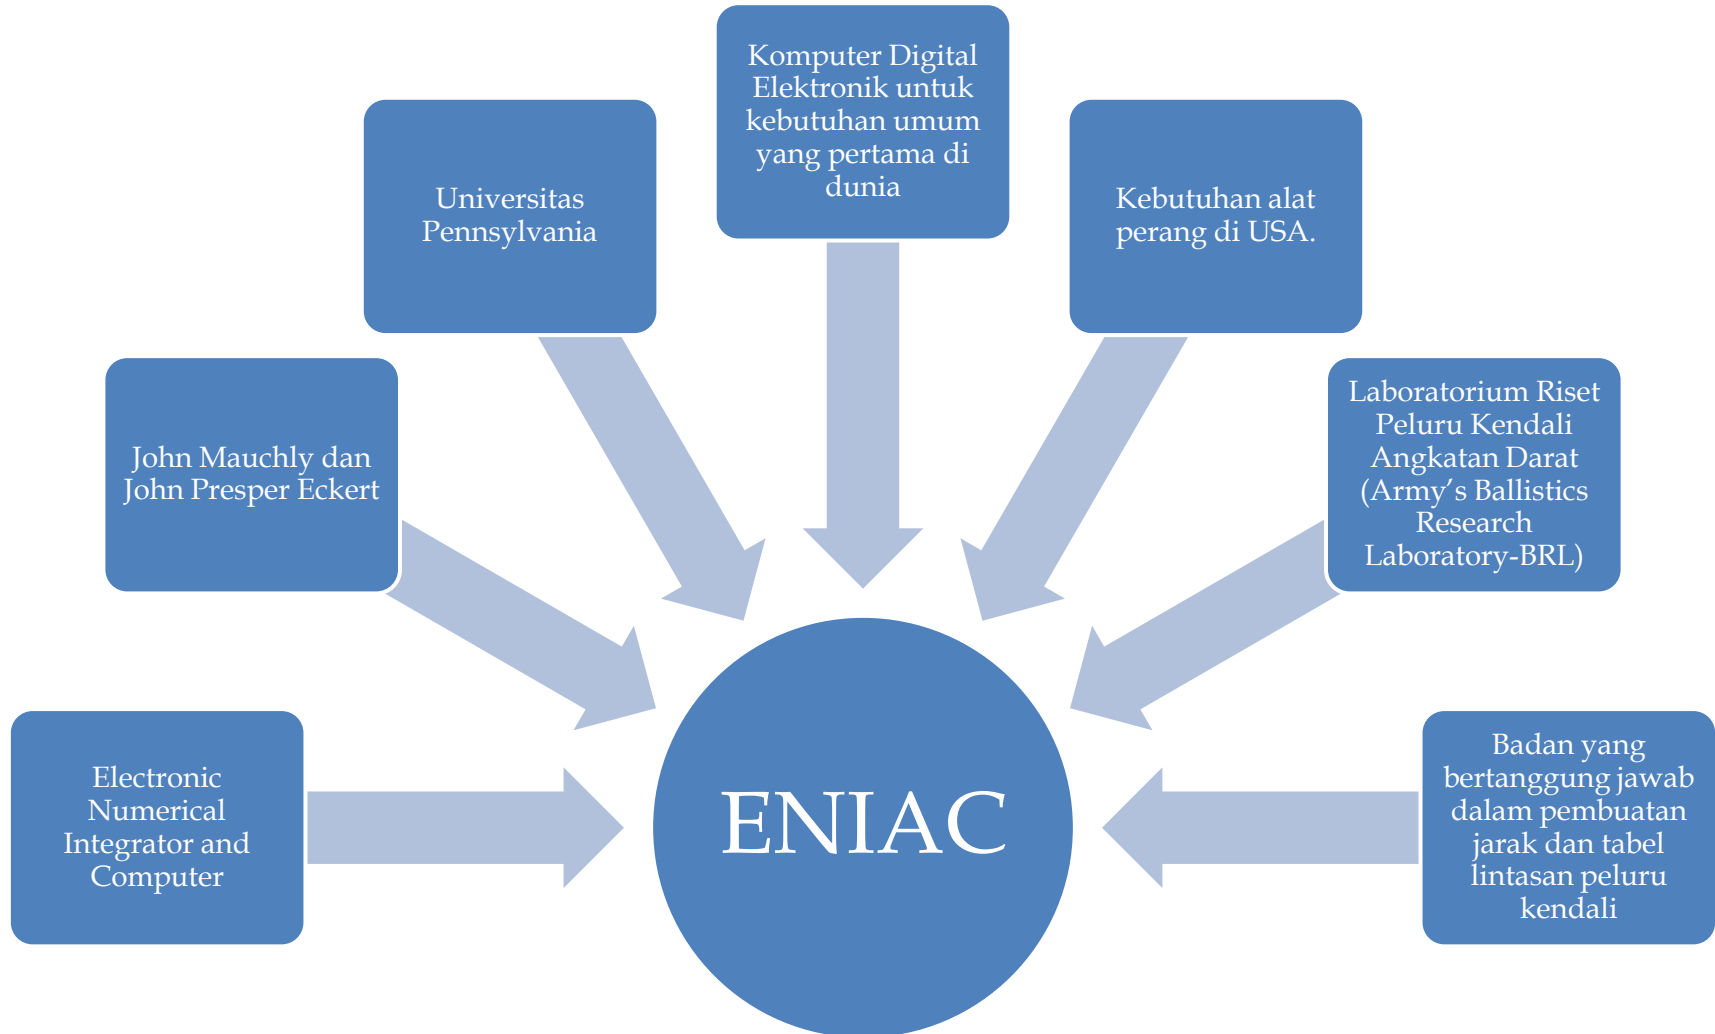 Komputer Digital
Elektronik untuk
kebutuhan umum
yang pertama di
dunia
Universitas
Pennsylvania
Kebutuhan alat
perang di USA.
John Mauchly dan
John Presper Eckert
Laboratorium Riset
Peluru Kendali
Angkatan Darat
(Army’s Ballistics
Research
Laboratory-BRL)
Electronic
Numerical
Integrator and
Computer
ENIAC
Badan yang
bertanggung jawab
dalam pembuatan
jarak dan tabel
lintasan peluru
kendali